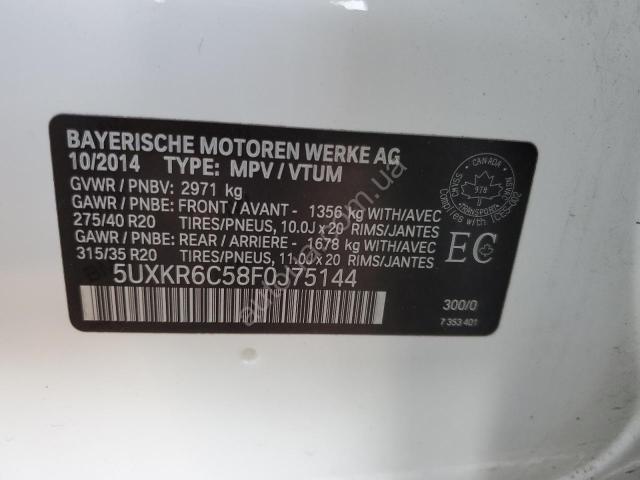 BAYERISCHE MOTOREN WERKE AG
10/2014 TYPE: MPV / VTUM
GVWR / PNBV: 2971 kg
GAWR / PNBE: FRONT / AVANT - 1356 kg WITH/AVEC
275/40 R20 TIRES/PNEUS, 10.0J x 20 RIMS/JANTES
GAWR / PNBE: REAR / ARRIERE - 1678 kg WITH/AVEC
315/35 R20 TIRES/PNEUS, 11.0J x 20 RIMS/JANTES
5UXKR6C58F0J75144
CANADA
978
TRANSPORT
EC
300/0
7 353 401